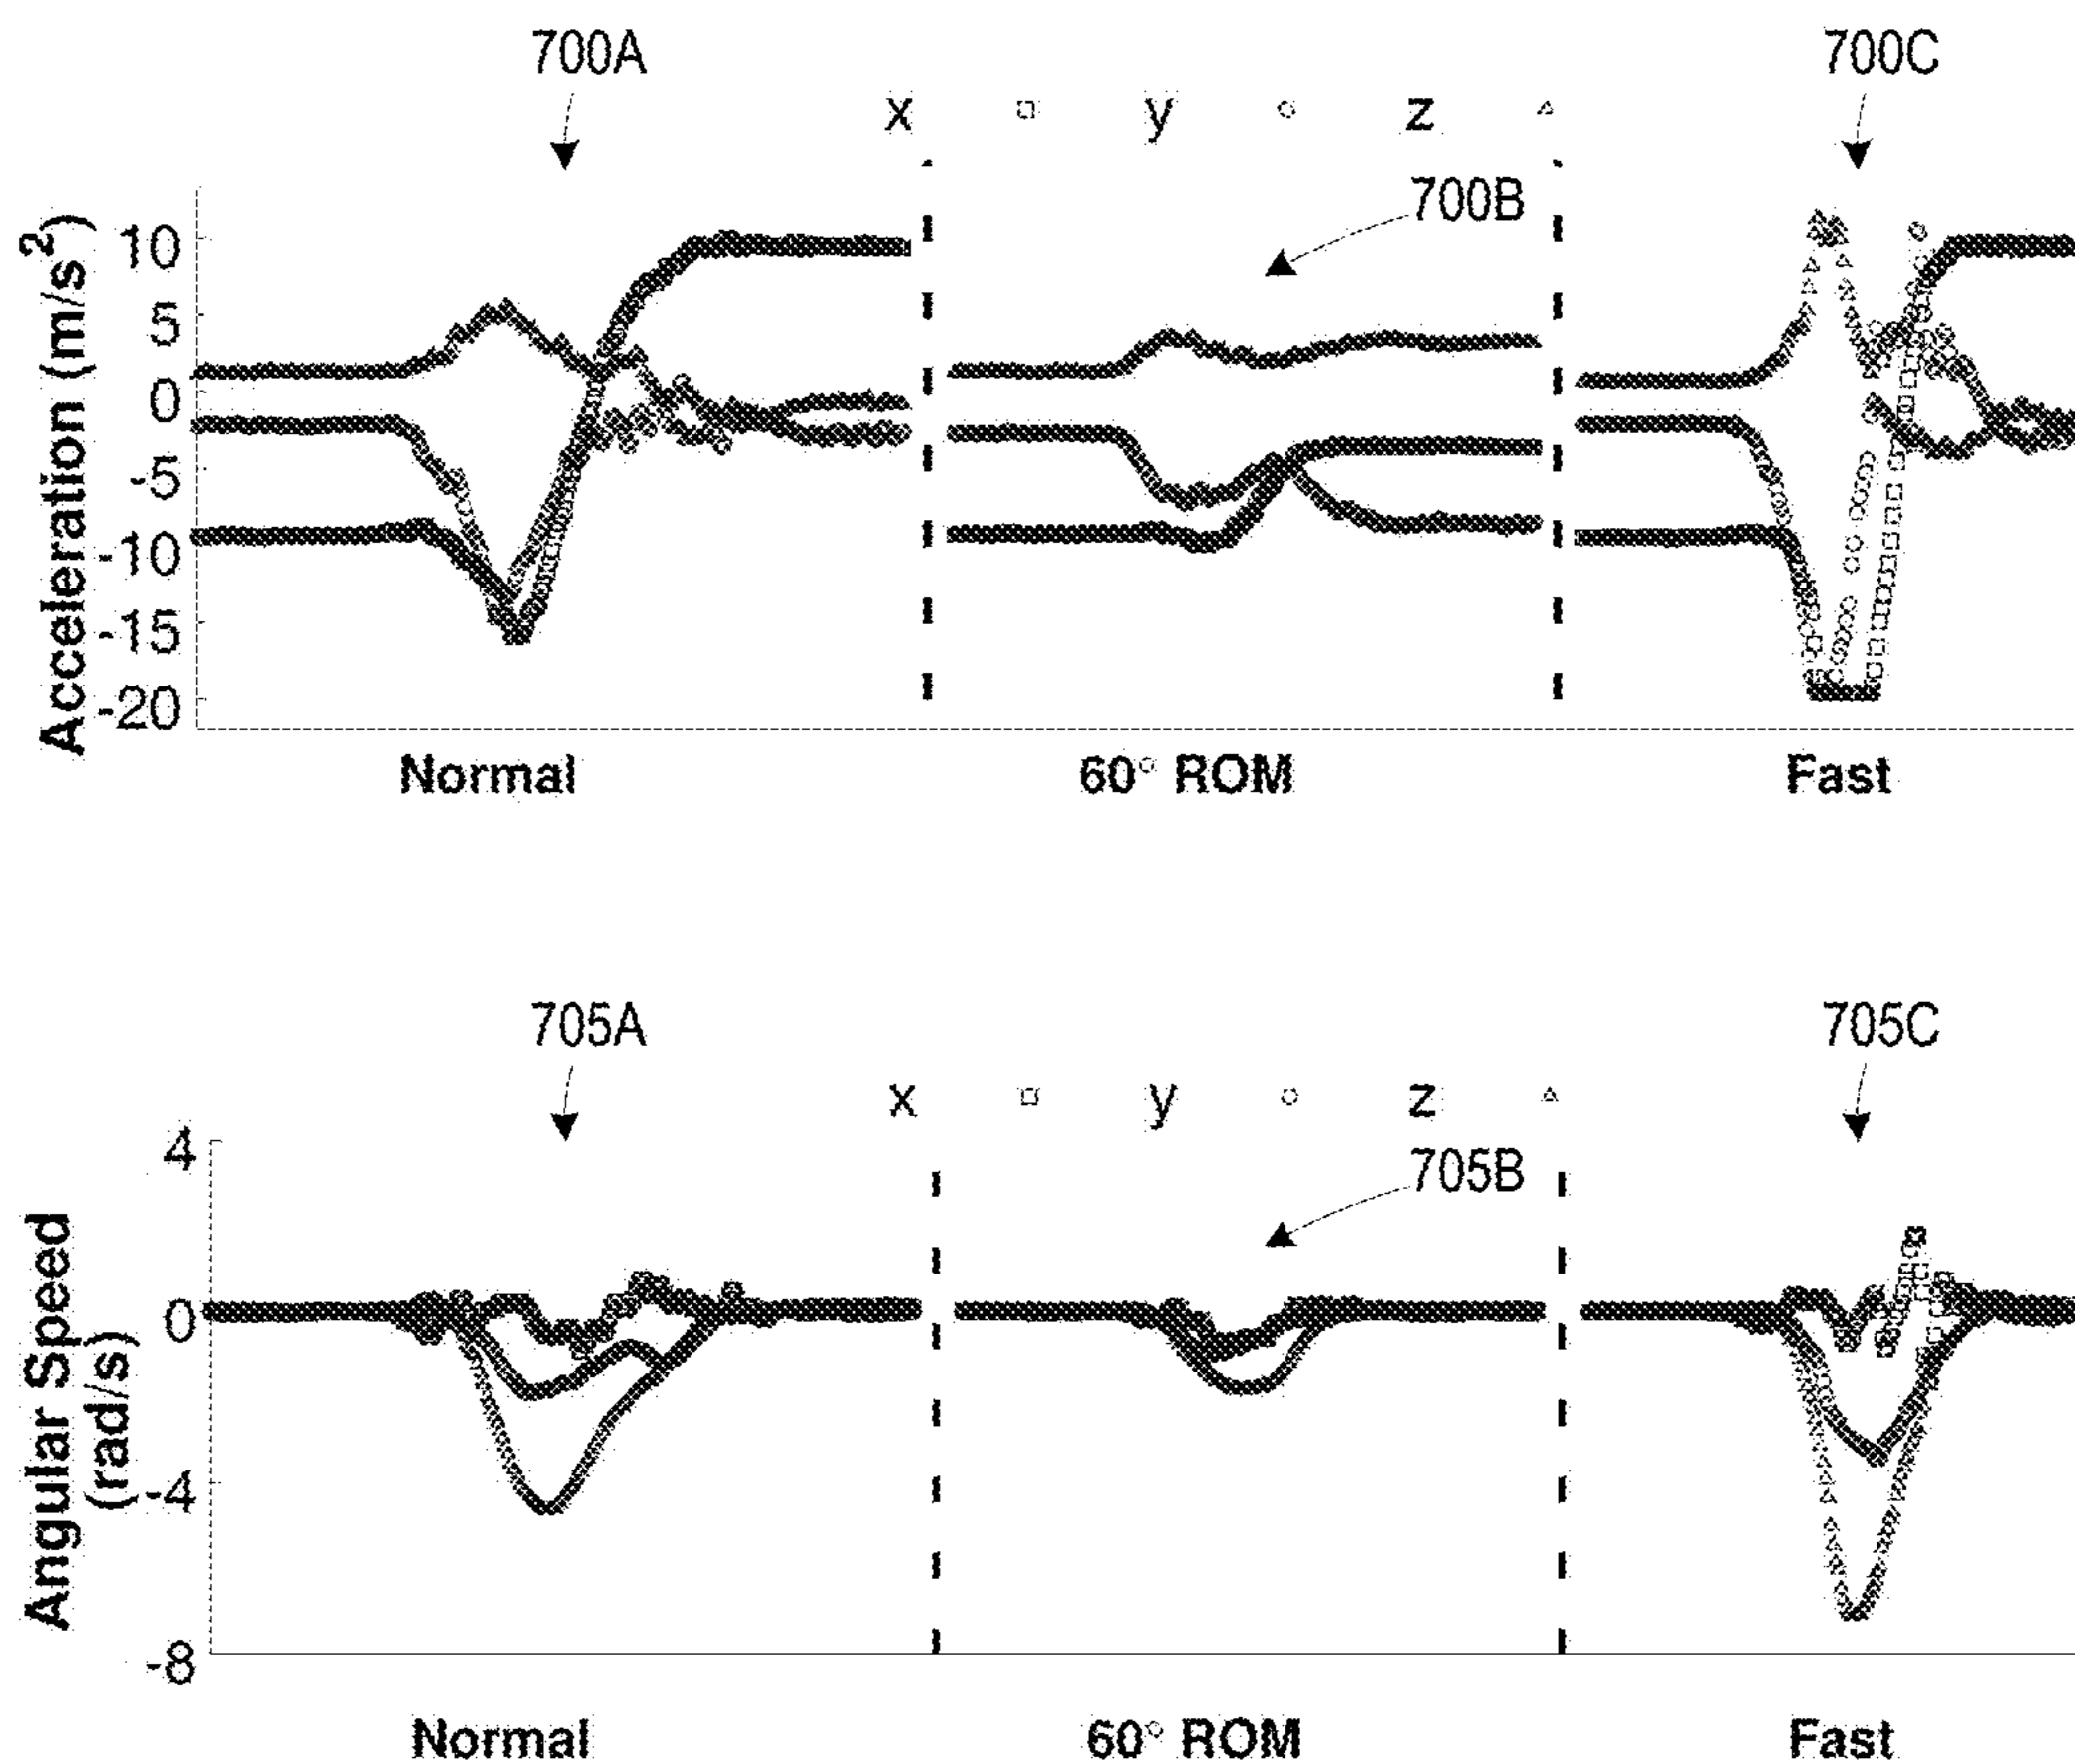 700A
700C
x y z
700B
Acceleration (m/s²)
10
5
0
-5
-10
-15
-20
Normal 60° ROM Fast
705A
705C
x y z
705B
Angular Speed
(rad/s)
4
0
-4
-8
Normal 60° ROM Fast